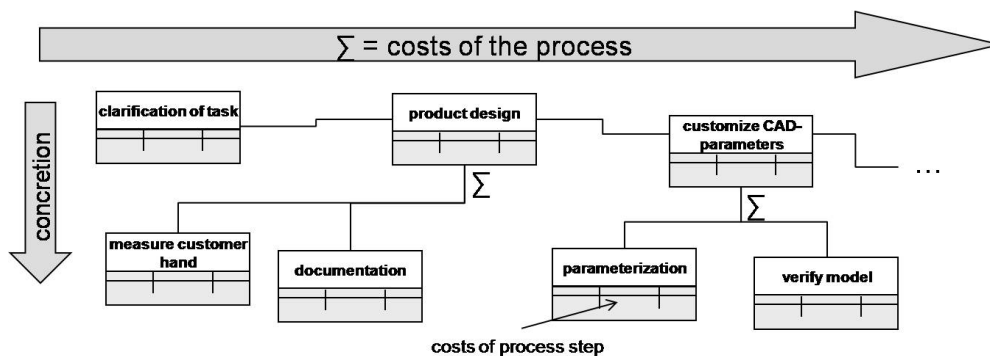 ∑ = costs of the process
concretion
clarification of task
product design
customize CAD-
parameters
...
∑
∑
measure customer
hand
documentation
parameterization
verify model
costs of process step